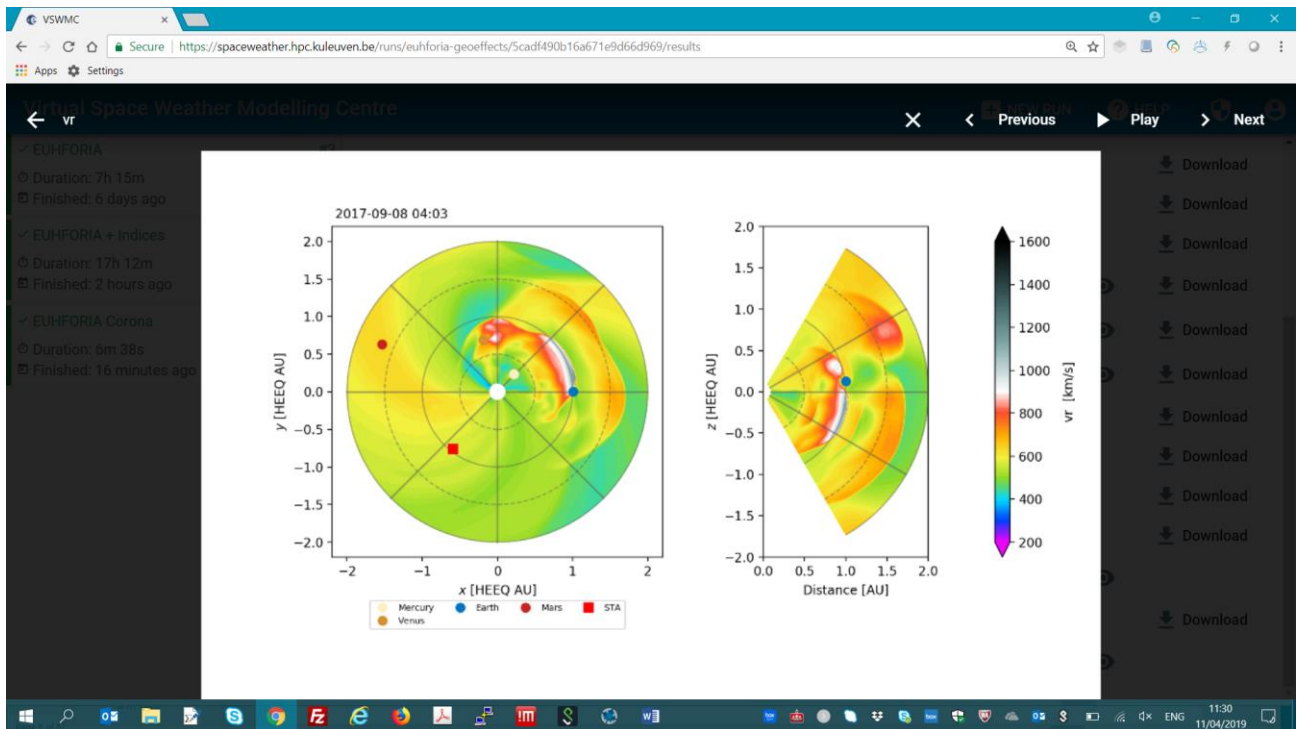 VSWMC
Secure | https://spaceweather.hpc.kuleuven.be/runs/euhforia-geoeffects/5cadf490b16a671e9d66d969/results
Apps Settings
Virtual Space Weather Modelling Centre NEW RUN HELP
vr Previous Play Next
EUHFORIA
Duration: 7h 15m
Finished: 6 days ago
EUHFORIA + Indices
Duration: 17h 12m
Finished: 2 hours ago
EUHFORIA Corona
Duration: 6m 38s
Finished: 16 minutes ago
2017-09-08 04:03
2.0
1.5
1.0
0.5
0.0
−0.5
−1.0
−1.5
−2.0
y [HEEQ AU]
−2 −1 0 1 2
x [HEEQ AU]
Mercury Earth Mars STA
Venus
2.0
1.5
1.0
0.5
0.0
−0.5
−1.0
−1.5
−2.0
z [HEEQ AU]
0.0 0.5 1.0 1.5 2.0
Distance [AU]
1600
1400
1200
1000
800
600
400
200
vr [km/s]
Download
Download
Download
Download
Download
Download
Download
Download
Download
Download
Download
ENG
11:30
11/04/2019